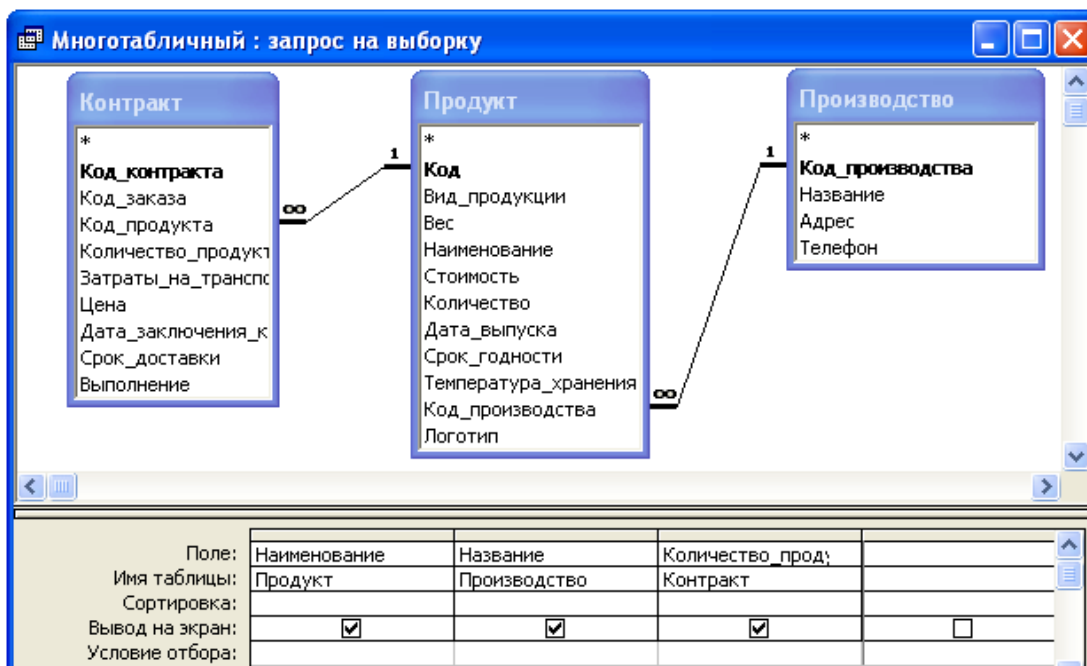 Многотабличный : запрос на выборку
Контракт
*
Код_контракта
Код_заказа
Код_продукта
Количество_продукт
Затраты_на_транспо
Цена
Дата_заключения_к
Срок_доставки
Выполнение
∞
1
Продукт
*
Код
Вид_продукции
Вес
Наименование
Стоимость
Количество
Дата_выпуска
Срок_годности
Температура_хранения
Код_производства
Логотип
∞
1
Производство
*
Код_производства
Название
Адрес
Телефон
Поле: Наименование Название Количество_проду
Имя таблицы: Продукт Производство Контракт
Сортировка:
Вывод на экран:
Условие отбора: